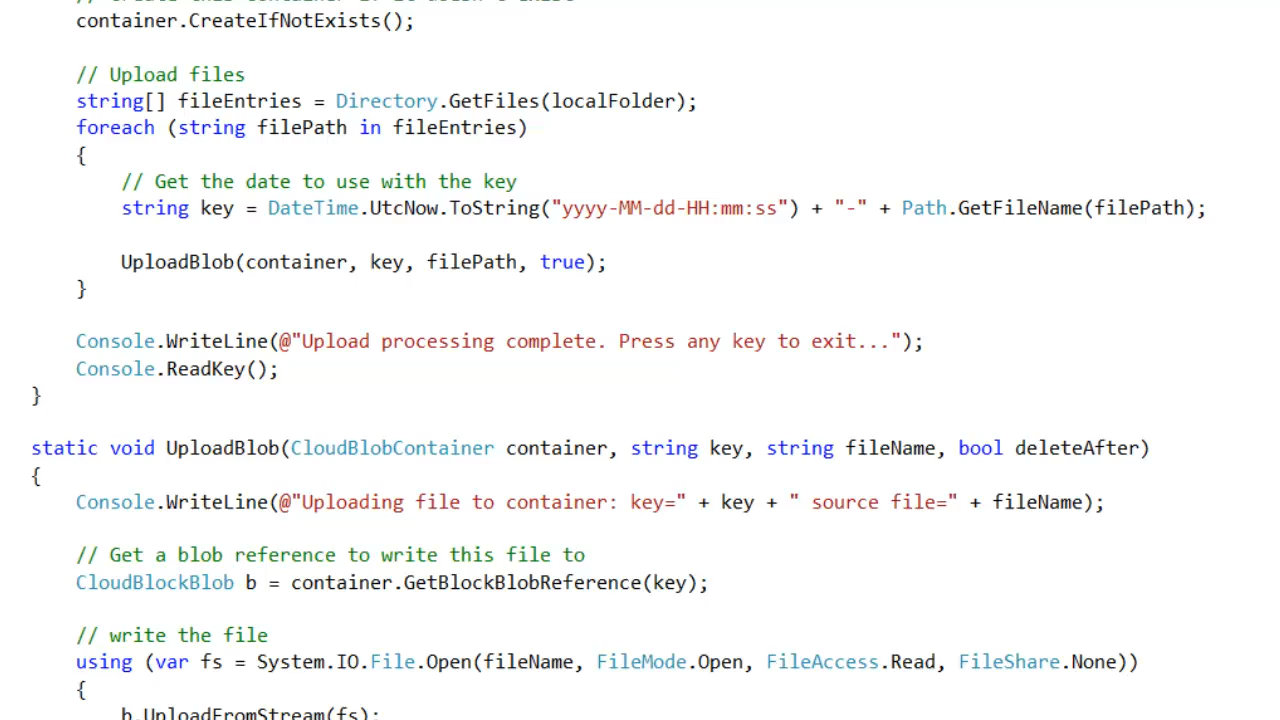 container.CreateIfNotExists();
// Upload files
string[] fileEntries = Directory.GetFiles(localFolder);
foreach (string filePath in fileEntries)
{
// Get the date to use with the key
string key = DateTime.UtcNow.ToString("yyyy-MM-dd-HH:mm:ss") + "-" + Path.GetFileName(filePath);
UploadBlob(container, key, filePath, true);
}
Console.WriteLine(@"Upload processing complete. Press any key to exit...");
Console.ReadKey();
}
static void UploadBlob(CloudBlobContainer container, string key, string fileName, bool deleteAfter)
{
Console.WriteLine(@"Uploading file to container: key=" + key + " source file=" + fileName);
// Get a blob reference to write this file to
CloudBlockBlob b = container.GetBlockBlobReference(key);
// write the file
using (var fs = System.IO.File.Open(fileName, FileMode.Open, FileAccess.Read, FileShare.None))
{
b.UploadFromStream(fs);